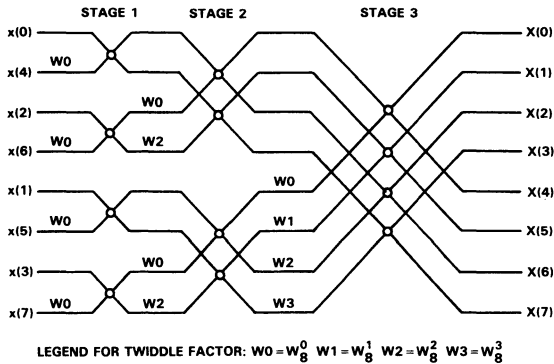 STAGE 1 STAGE 2 STAGE 3
x(0) X(0)
x(4) W0 X(1)
x(2) W0 X(2)
x(6) W0 W2 X(3)
x(1) W0 X(4)
x(5) W0 W1 X(5)
x(3) W0 W2 X(6)
x(7) W0 W2 W3 X(7)
LEGEND FOR TWIDDLE FACTOR: W0 = W₈⁰ W1 = W₈¹ W2 = W₈² W3 = W₈³